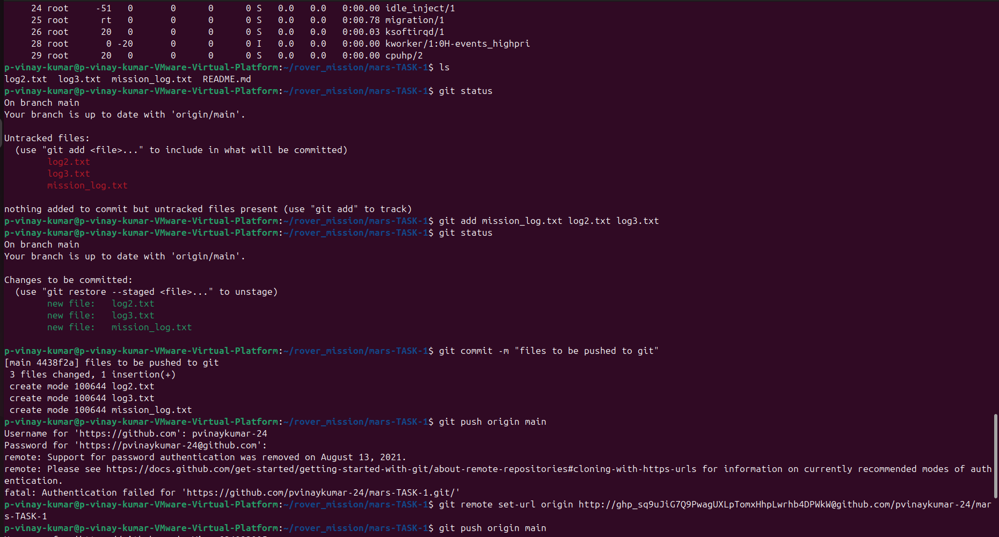 24 root -51 0 0 0 0 S 0.0 0.0 0:00.00 idle_inject/1
25 root rt 0 0 0 0 S 0.0 0.0 0:00.78 migration/1
26 root 20 0 0 0 0 S 0.0 0.0 0:00.03 ksoftirqd/1
28 root 0 -20 0 0 0 I 0.0 0.0 0:00.00 kworker/1:0H-events_highpri
29 root 20 0 0 0 0 S 0.0 0.0 0:00.00 cpuhp/2
p-vinay-kumar@p-vinay-kumar-VMware-Virtual-Platform:~/rover_mission/mars-TASK-1$ ls
log2.txt log3.txt mission_log.txt README.md
p-vinay-kumar@p-vinay-kumar-VMware-Virtual-Platform:~/rover_mission/mars-TASK-1$ git status
On branch main
Your branch is up to date with 'origin/main'.
Untracked files:
(use "git add <file>..." to include in what will be committed)
log2.txt
log3.txt
mission_log.txt
nothing added to commit but untracked files present (use "git add" to track)
p-vinay-kumar@p-vinay-kumar-VMware-Virtual-Platform:~/rover_mission/mars-TASK-1$ git add mission_log.txt log2.txt log3.txt
p-vinay-kumar@p-vinay-kumar-VMware-Virtual-Platform:~/rover_mission/mars-TASK-1$ git status
On branch main
Your branch is up to date with 'origin/main'.
Changes to be committed:
(use "git restore --staged <file>..." to unstage)
new file: log2.txt
new file: log3.txt
new file: mission_log.txt
p-vinay-kumar@p-vinay-kumar-VMware-Virtual-Platform:~/rover_mission/mars-TASK-1$ git commit -m "files to be pushed to git"
[main 4438f2a] files to be pushed to git
3 files changed, 1 insertion(+)
create mode 100644 log2.txt
create mode 100644 log3.txt
create mode 100644 mission_log.txt
p-vinay-kumar@p-vinay-kumar-VMware-Virtual-Platform:~/rover_mission/mars-TASK-1$ git push origin main
Username for 'https://github.com': pvinaykumar-24
Password for 'https://pvinaykumar-24@github.com':
remote: Support for password authentication was removed on August 13, 2021.
remote: Please see https://docs.github.com/get-started/getting-started-with-git/about-remote-repositories#cloning-with-https-urls for information on currently recommended modes of auth
entication.
fatal: Authentication failed for 'https://github.com/pvinaykumar-24/mars-TASK-1.git/'
p-vinay-kumar@p-vinay-kumar-VMware-Virtual-Platform:~/rover_mission/mars-TASK-1$ git remote set-url origin http://[access token redacted]@github.com/pvinaykumar-24/mar
s-TASK-1
p-vinay-kumar@p-vinay-kumar-VMware-Virtual-Platform:~/rover_mission/mars-TASK-1$ git push origin main